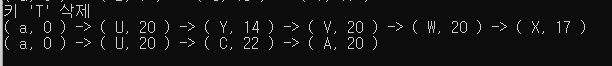 키 'T' 삭제
( a, 0 ) -> ( U, 20 ) -> ( Y, 14 ) -> ( V, 20 ) -> ( W, 20 ) -> ( X, 17 )
( a, 0 ) -> ( U, 20 ) -> ( C, 22 ) -> ( A, 20 )